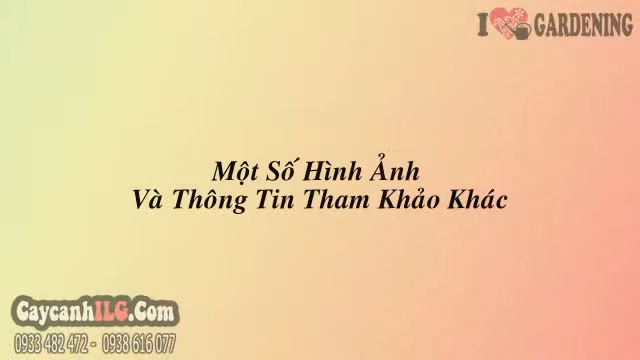 I GARDENING
Một Số Hình Ảnh
Và Thông Tin Tham Khảo Khác
CaycanhILG.Com
0933 482 472 - 0938 616 077